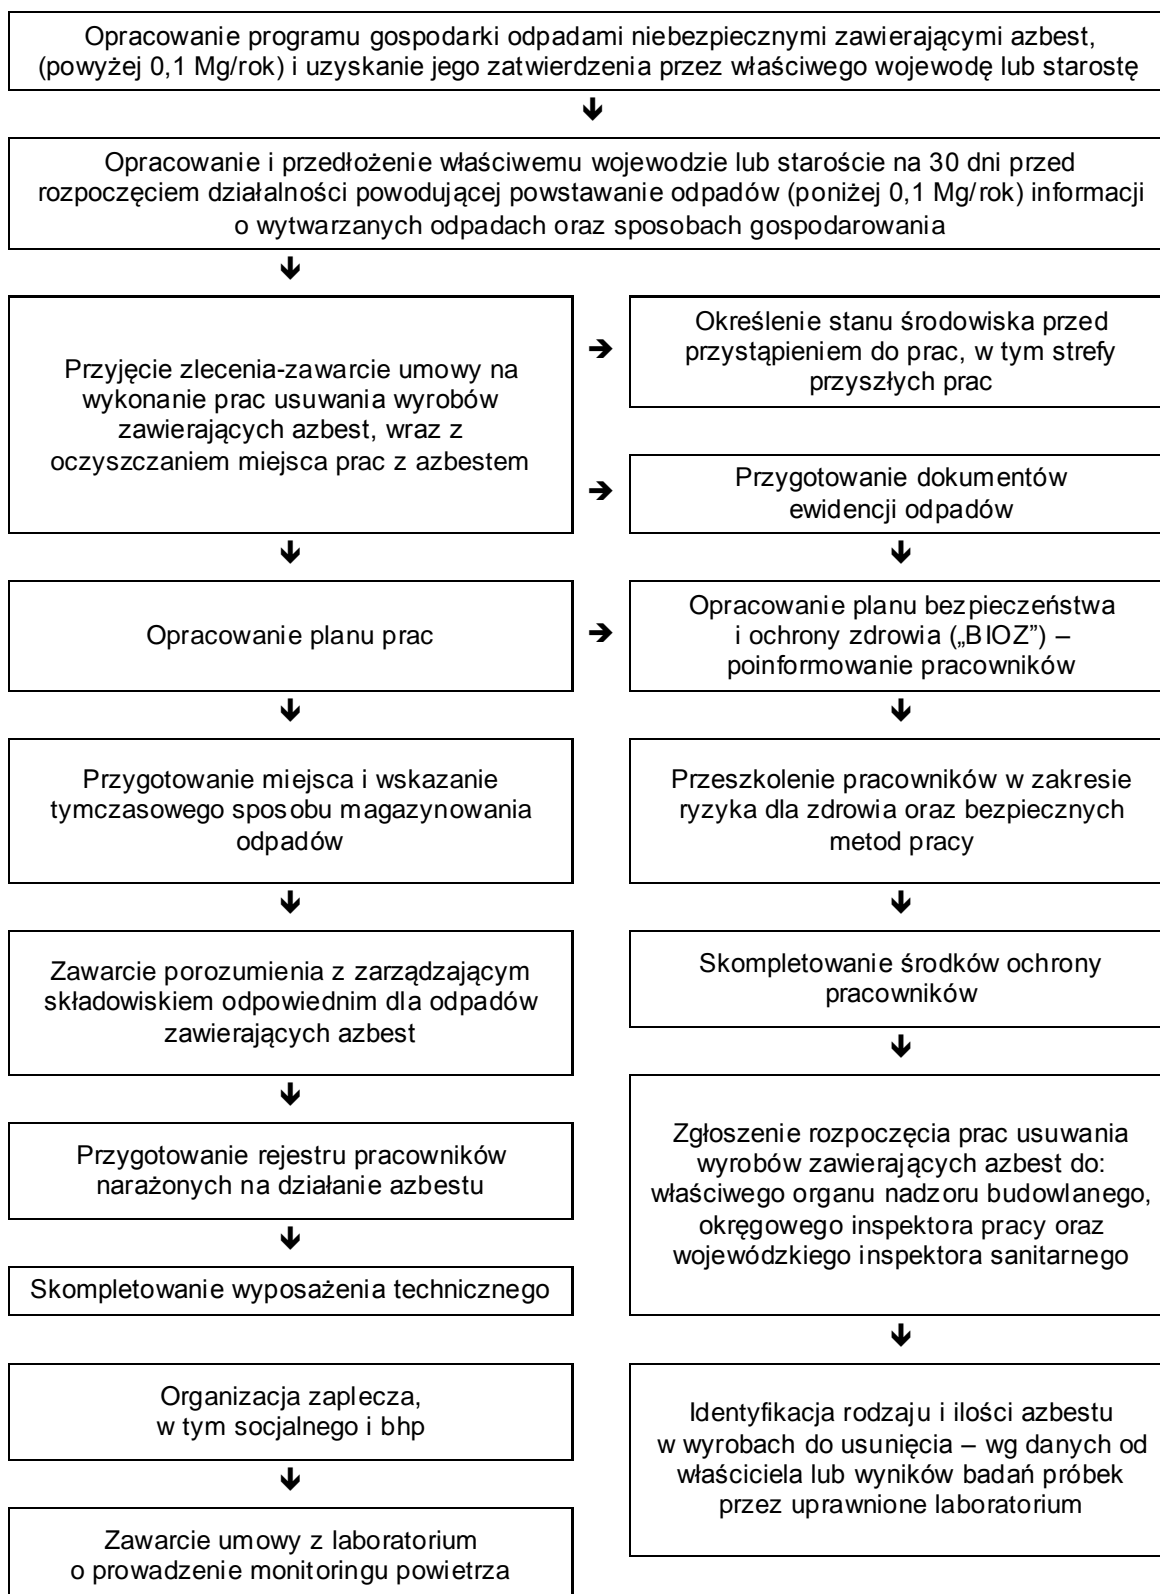 Opracowanie programu gospodarki odpadami niebezpiecznymi zawierającymi azbest,
(powyżej 0,1 Mg/rok) i uzyskanie jego zatwierdzenia przez właściwego wojewodę lub starostę
Opracowanie i przedłożenie właściwemu wojewodzie lub staroście na 30 dni przed
rozpoczęciem działalności powodującej powstawanie odpadów (poniżej 0,1 Mg/rok) informacji
o wytwarzanych odpadach oraz sposobach gospodarowania
Przyjęcie zlecenia-zawarcie umowy na
wykonanie prac usuwania wyrobów
zawierających azbest, wraz z
oczyszczaniem miejsca prac z azbestem
Określenie stanu środowiska przed
przystąpieniem do prac, w tym strefy
przyszłych prac
Przygotowanie dokumentów
ewidencji odpadów
Opracowanie planu prac
Opracowanie planu bezpieczeństwa
i ochrony zdrowia („BIOZ”) –
poinformowanie pracowników
Przygotowanie miejsca i wskazanie
tymczasowego sposobu magazynowania
odpadów
Przeszkolenie pracowników w zakresie
ryzyka dla zdrowia oraz bezpiecznych
metod pracy
Zawarcie porozumienia z zarządzającym
składowiskiem odpowiednim dla odpadów
zawierających azbest
Skompletowanie środków ochrony
pracowników
Przygotowanie rejestru pracowników
narażonych na działanie azbestu
Zgłoszenie rozpoczęcia prac usuwania
wyrobów zawierających azbest do:
właściwego organu nadzoru budowlanego,
okręgowego inspektora pracy oraz
wojewódzkiego inspektora sanitarnego
Skompletowanie wyposażenia technicznego
Organizacja zaplecza,
w tym socjalnego i bhp
Identyfikacja rodzaju i ilości azbestu
w wyrobach do usunięcia – wg danych od
właściciela lub wyników badań próbek
przez uprawnione laboratorium
Zawarcie umowy z laboratorium
o prowadzenie monitoringu powietrza